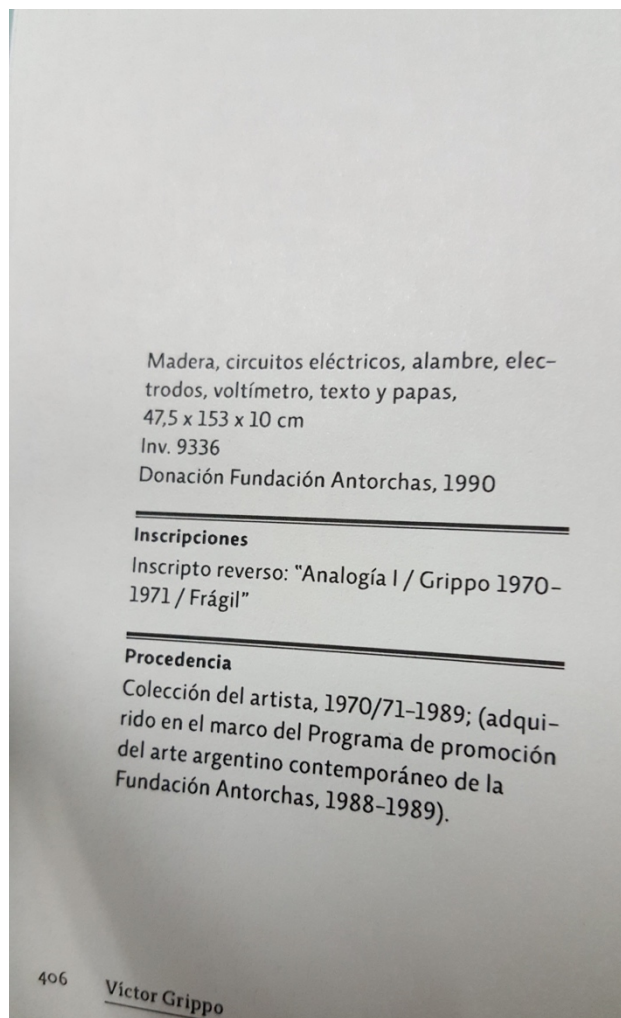 Madera, circuitos eléctricos, alambre, elec-
trodos, voltímetro, texto y papas,
47,5 x 153 x 10 cm
Inv. 9336
Donación Fundación Antorchas, 1990
Inscripciones
Inscripto reverso: "Analogía I / Grippo 1970-
1971 / Frágil"
Procedencia
Colección del artista, 1970/71-1989; (adqui-
rido en el marco del Programa de promoción
del arte argentino contemporáneo de la
Fundación Antorchas, 1988-1989).
406 Víctor Grippo